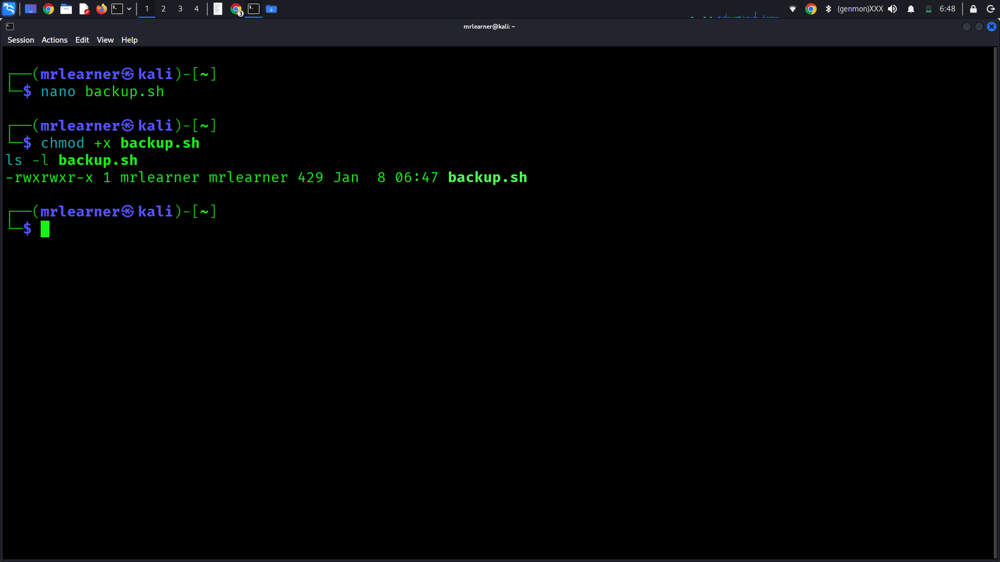 1 2 3 4 3 (genmon)XXX 6:48
mrlearner@kali: ~
Session Actions Edit View Help
┌──(mrlearner㉿kali)-[~]
└─$ nano backup.sh
┌──(mrlearner㉿kali)-[~]
└─$ chmod +x backup.sh
ls -l backup.sh
-rwxrwxr-x 1 mrlearner mrlearner 429 Jan  8 06:47 backup.sh
┌──(mrlearner㉿kali)-[~]
└─$